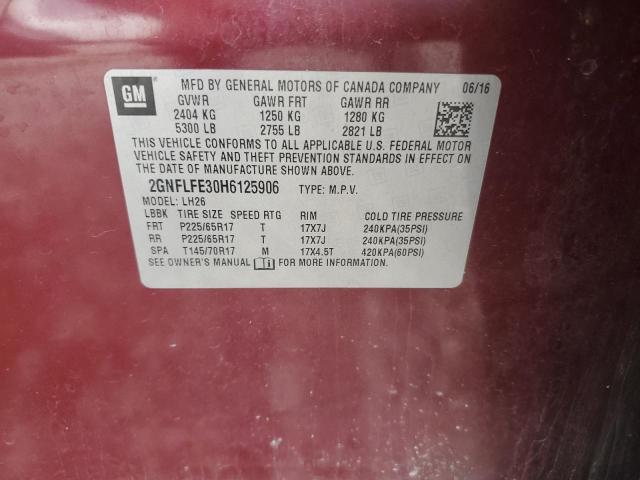 GM
MFD BY GENERAL MOTORS OF CANADA COMPANY 06/16
GVWR GAWR FRT GAWR RR
2404 KG 1250 KG 1280 KG
5300 LB 2755 LB 2821 LB
THIS VEHICLE CONFORMS TO ALL APPLICABLE U.S. FEDERAL MOTOR
VEHICLE SAFETY AND THEFT PREVENTION STANDARDS IN EFFECT ON
THE DATE OF MANUFACTURE SHOWN ABOVE.
2GNFLFE30H6125906 TYPE: M.P.V.
MODEL: LH26
LBBK TIRE SIZE SPEED RTG RIM COLD TIRE PRESSURE
FRT P225/65R17 T 17X7J 240KPA(35PSI)
RR P225/65R17 T 17X7J 240KPA(35PSI)
SPA T145/70R17 M 17X4.5T 420KPA(60PSI)
SEE OWNER'S MANUAL FOR MORE INFORMATION.